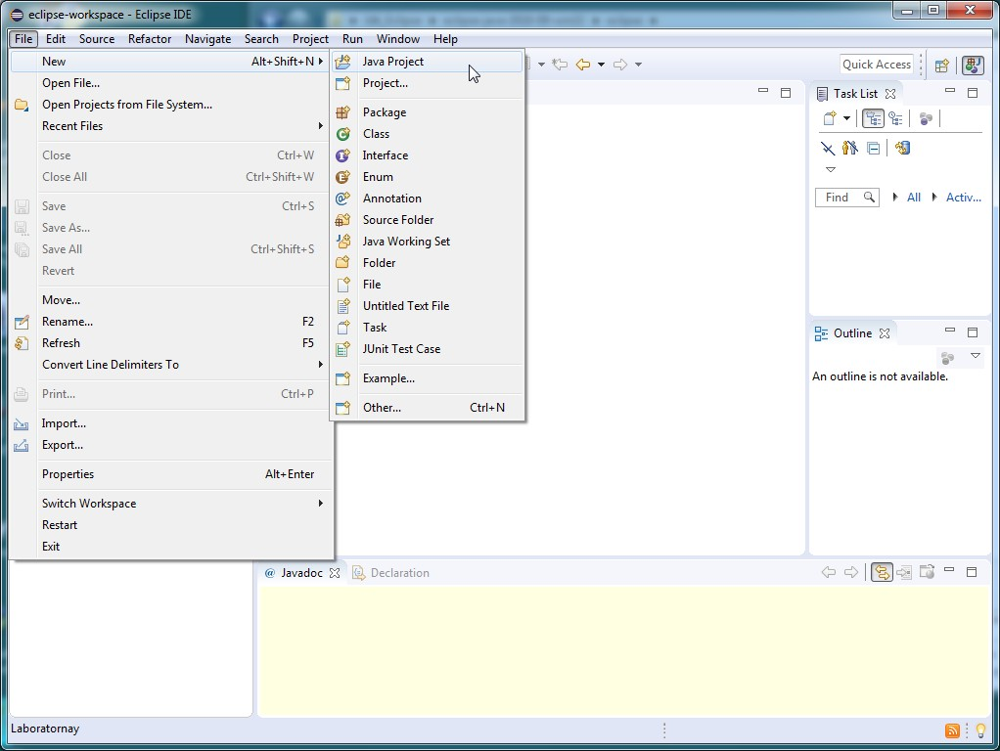 eclipse-workspace - Eclipse IDE
File Edit Source Refactor Navigate Search Project Run Window Help
New Alt+Shift+N
Open File...
Open Projects from File System...
Recent Files
Close Ctrl+W
Close All Ctrl+Shift+W
Save Ctrl+S
Save As...
Save All Ctrl+Shift+S
Revert
Move...
Rename... F2
Refresh F5
Convert Line Delimiters To
Print... Ctrl+P
Import...
Export...
Properties Alt+Enter
Switch Workspace
Restart
Exit
Java Project
Project...
Package
Class
Interface
Enum
Annotation
Source Folder
Java Working Set
Folder
File
Untitled Text File
Task
JUnit Test Case
Example...
Other... Ctrl+N
Quick Access
Task List
Find All Activ...
Outline
An outline is not available.
@ Javadoc Declaration
Laboratornay